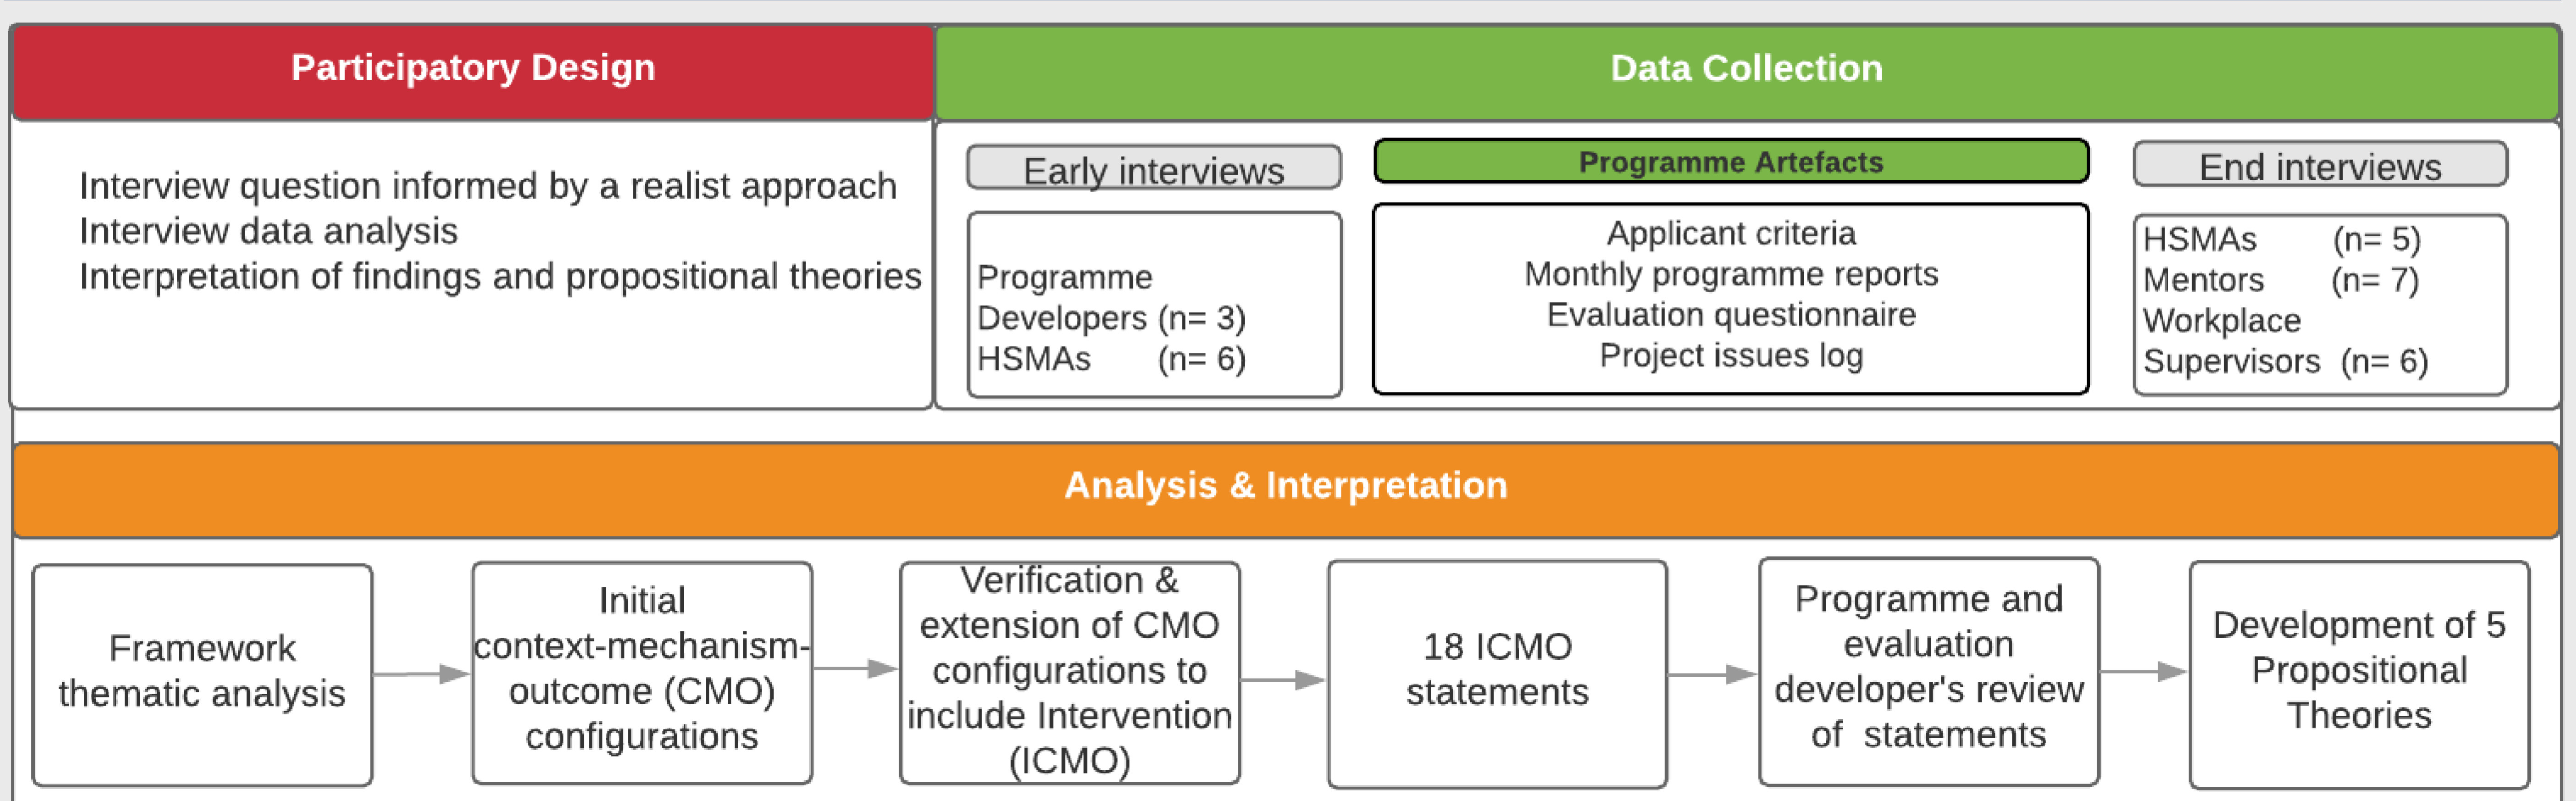 Participatory Design
Interview question informed by a realist approach
Interview data analysis
Interpretation of findings and propositional theories
Data Collection
Early interviews
Programme
Developers (n= 3)
HSMAs (n= 6)
Programme Artefacts
Applicant criteria
Monthly programme reports
Evaluation questionnaire
Project issues log
End interviews
HSMAs (n= 5)
Mentors (n= 7)
Workplace
Supervisors (n= 6)
Analysis & Interpretation
Framework
thematic analysis
Initial
context-mechanism-
outcome (CMO)
configurations
Verification &
extension of CMO
configurations to
include Intervention
(ICMO)
18 ICMO
statements
Programme and
evaluation
developer's review
of statements
Development of 5
Propositional
Theories